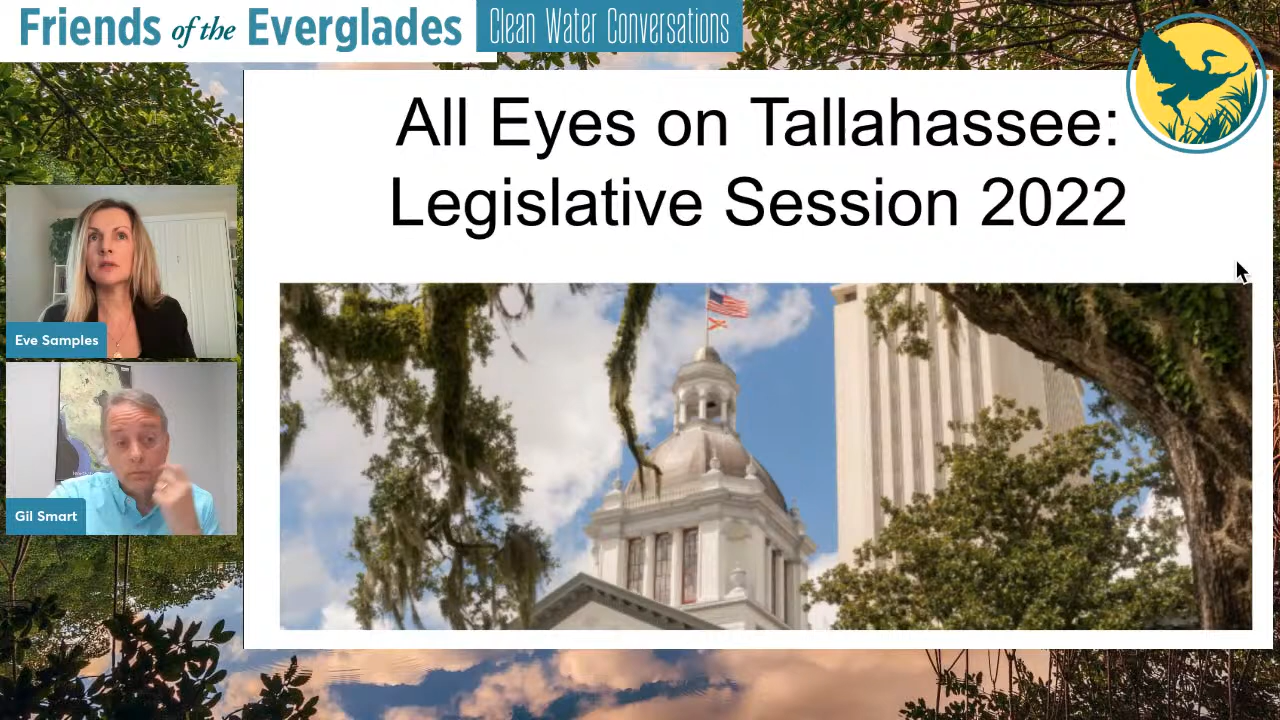 Friends of the Everglades
Clean Water Conversations
All Eyes on Tallahassee:
Legislative Session 2022
Eve Samples
Gil Smart